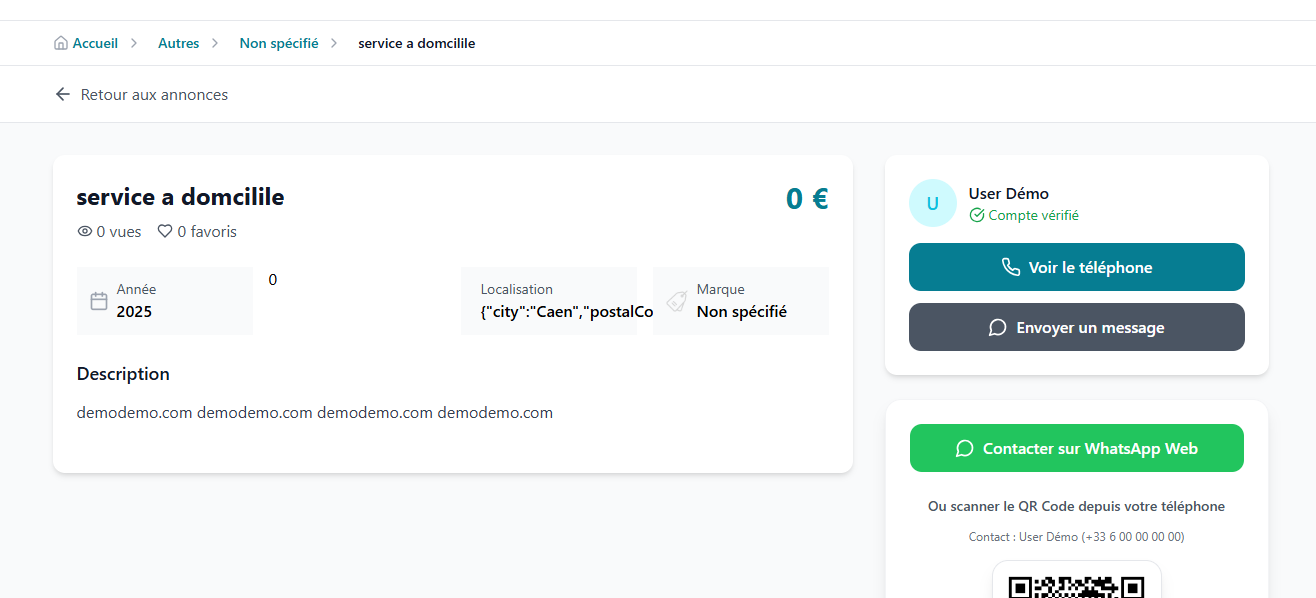 Accueil > Autres > Non spécifié > service a domcilile
Retour aux annonces
service a domcilile
0 €
0 vues 0 favoris
Année
2025
0
Localisation
{"city":"Caen","postalCo
Marque
Non spécifié
Description
demodemo.com demodemo.com demodemo.com demodemo.com
U
User Démo
Compte vérifié
Voir le téléphone
Envoyer un message
Contacter sur WhatsApp Web
Ou scanner le QR Code depuis votre téléphone
Contact : User Démo (+33 6 00 00 00 00)